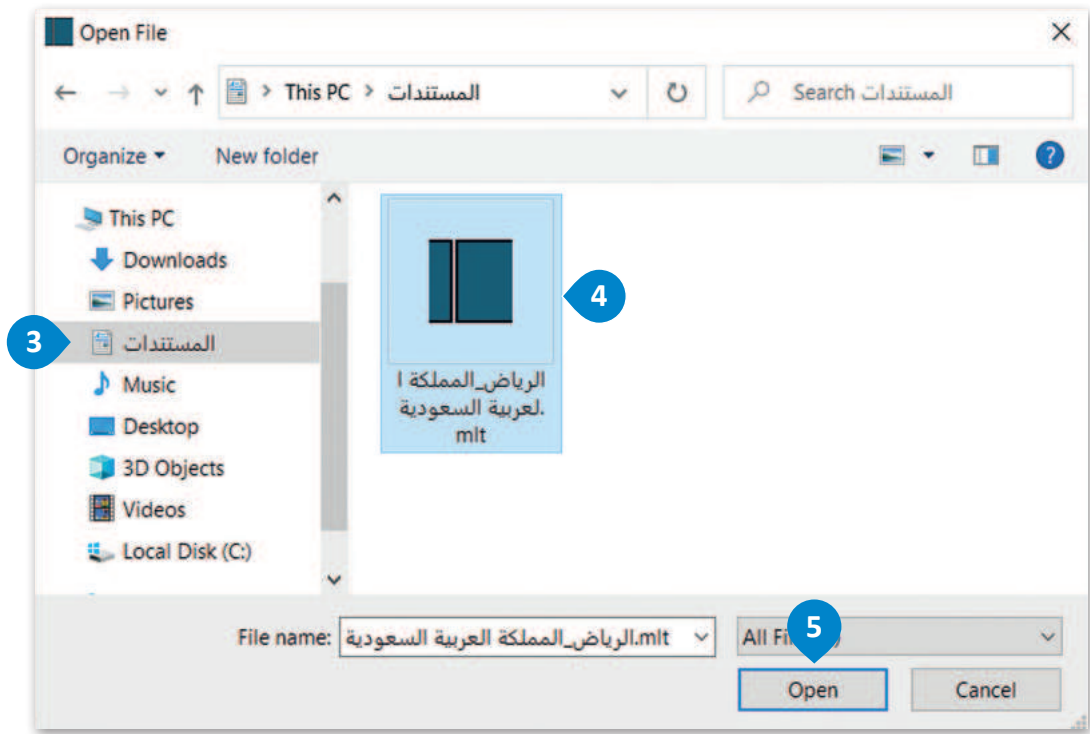 Open File
This PC > المستندات
Search المستندات
Organize
New folder
?
This PC
Downloads
Pictures
3
المستندات
Music
Desktop
3D Objects
Videos
Local Disk (C:)
4
الرياض_المملكة ا
لعربية السعودية.
mlt
File name:
الرياض_المملكة العربية السعودية.mlt
All Fi
5
Open
Cancel